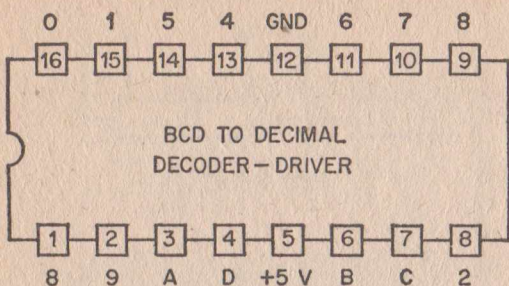 0 1 5 4 GND 6 7 8
16 15 14 13 12 11 10 9
BCD TO DECIMAL
DECODER – DRIVER
1 2 3 4 5 6 7 8
8 9 A D +5 V B C 2